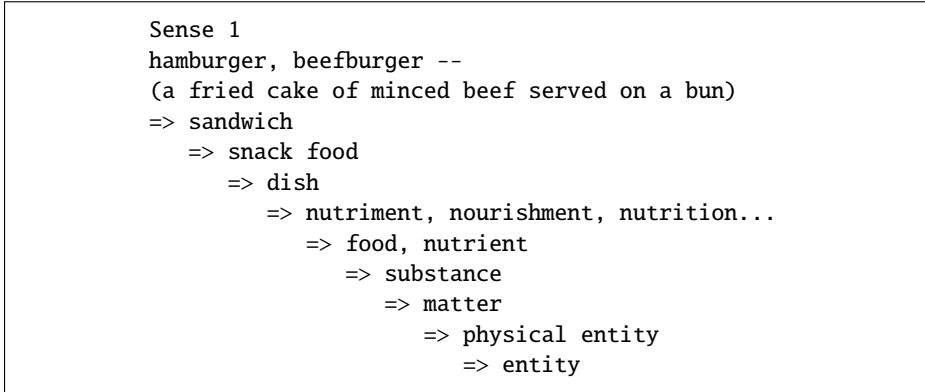 Sense 1
hamburger, beefburger --
(a fried cake of minced beef served on a bun)
=> sandwich
=> snack food
=> dish
=> nutriment, nourishment, nutrition...
=> food, nutrient
=> substance
=> matter
=> physical entity
=> entity